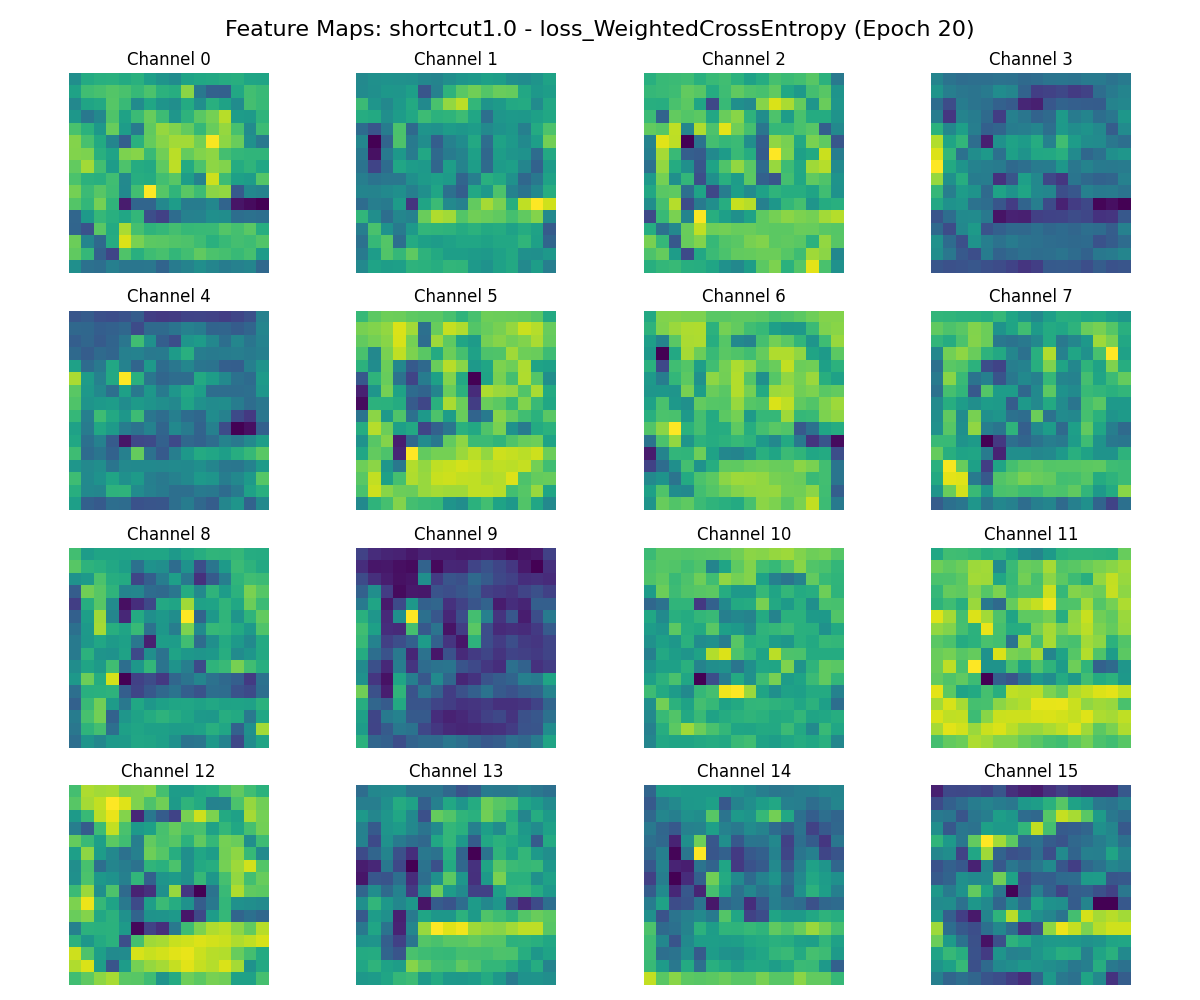 Feature Maps: shortcut1.0 - loss_WeightedCrossEntropy (Epoch 20)
Channel 0
Channel 1
Channel 2
Channel 3
Channel 4
Channel 5
Channel 6
Channel 7
Channel 8
Channel 9
Channel 10
Channel 11
Channel 12
Channel 13
Channel 14
Channel 15